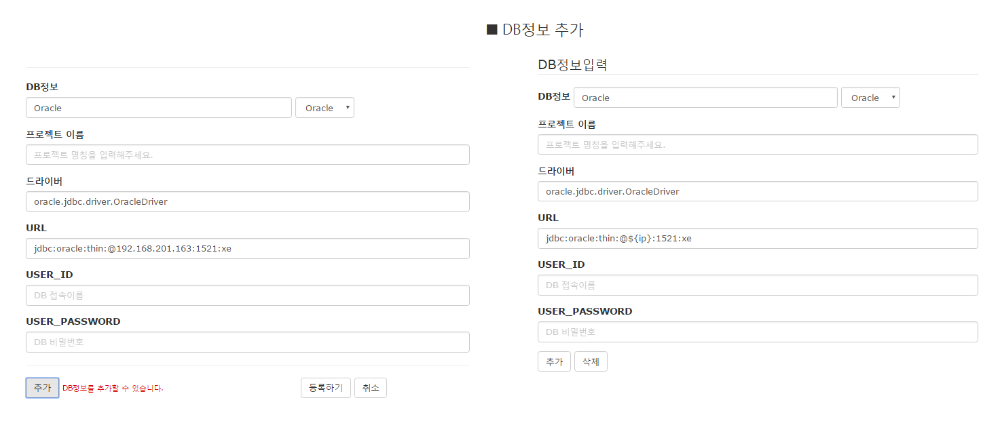 ■ DB정보 추가
DB정보
Oracle Oracle
프로젝트 이름
프로젝트 명칭을 입력해주세요.
드라이버
oracle.jdbc.driver.OracleDriver
URL
jdbc:oracle:thin:@192.168.201.163:1521:xe
USER_ID
DB 접속이름
USER_PASSWORD
DB 비밀번호
추가 DB정보를 추가할 수 있습니다. 등록하기 취소
DB정보입력
DB정보 Oracle Oracle
프로젝트 이름
프로젝트 명칭을 입력해주세요.
드라이버
oracle.jdbc.driver.OracleDriver
URL
jdbc:oracle:thin:@${ip}:1521:xe
USER_ID
DB 접속이름
USER_PASSWORD
DB 비밀번호
추가 삭제